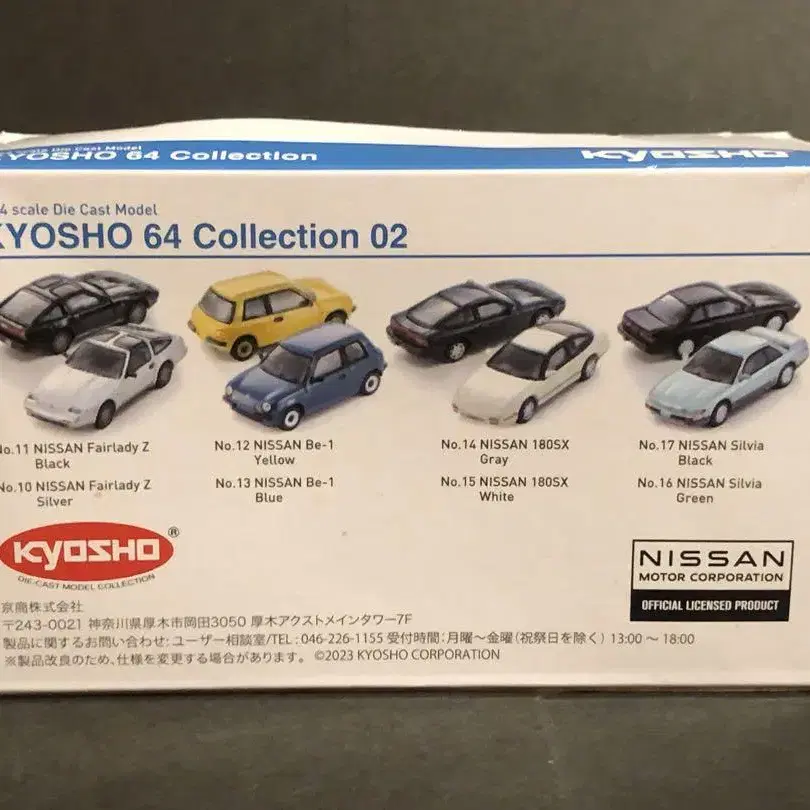 Scale Die Cast Model
KYOSHO 64 Collection
KYOSHO
4 scale Die Cast Model
KYOSHO 64 Collection 02
No.11 NISSAN Fairlady Z
Black
No.10 NISSAN Fairlady Z
Silver
No.12 NISSAN Be-1
Yellow
No.13 NISSAN Be-1
Blue
No.14 NISSAN 180SX
Gray
No.15 NISSAN 180SX
White
No.17 NISSAN Silvia
Black
No.16 NISSAN Silvia
Green
KYOSHO®
DIE-CAST MODEL COLLECTION
NISSAN
MOTOR CORPORATION
OFFICIAL LICENSED PRODUCT
京商株式会社
〒243-0021 神奈川県厚木市岡田3050 厚木アクストメインタワー7F
製品に関するお問い合わせ:ユーザー相談室/TEL:046-226-1155 受付時間:月曜~金曜(祝祭日を除く) 13:00~18:00
※製品改良のため、仕様を変更する場合があります。 ©2023 KYOSHO CORPORATION